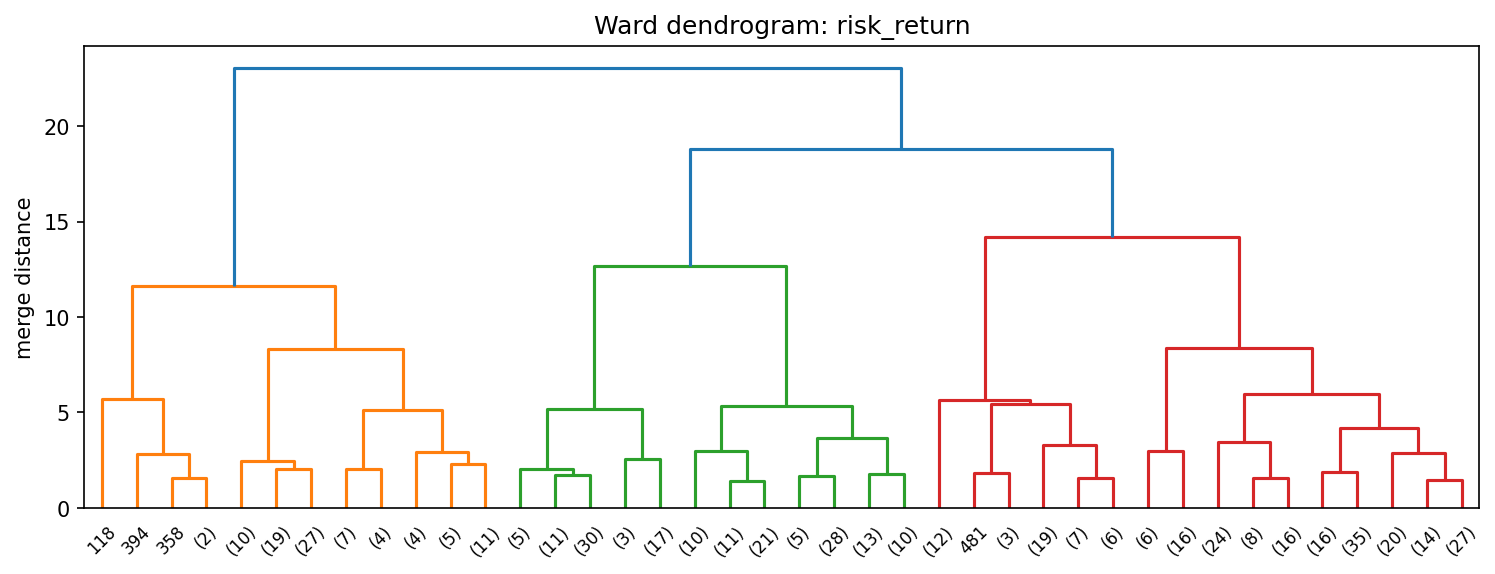 Ward dendrogram: risk_return
merge distance
20
15
10
5
0
118 394 358 (2) (10) (19) (27) (7) (4) (4) (5) (11) (5) (11) (30) (3) (17) (10) (11) (21) (5) (28) (13) (10) (12) 481 (3) (19) (7) (6) (6) (16) (24) (8) (16) (16) (35) (20) (14) (27)